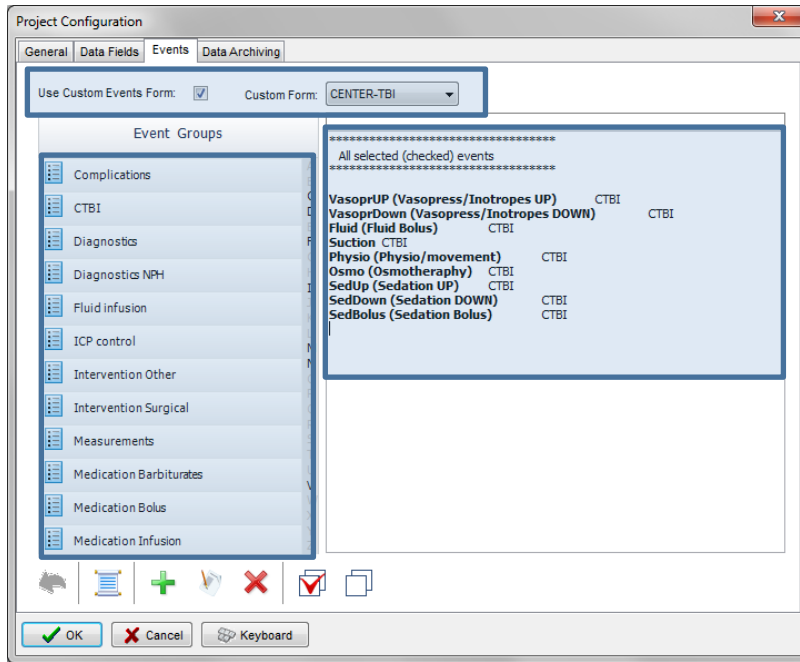 Project Configuration
General Data Fields Events Data Archiving
Use Custom Events Form: Custom Form: CENTER-TBI
Event Groups
Complications
CTBI
Diagnostics
Diagnostics NPH
Fluid infusion
ICP control
Intervention Other
Intervention Surgical
Measurements
Medication Barbiturates
Medication Bolus
Medication Infusion
**********************************
All selected (checked) events
**********************************
VasoprUP (Vasopress/Inotropes UP) CTBI
VasoprDown (Vasopress/Inotropes DOWN) CTBI
Fluid (Fluid Bolus) CTBI
Suction CTBI
Physio (Physio/movement) CTBI
Osmo (Osmotheraphy) CTBI
SedUp (Sedation UP) CTBI
SedDown (Sedation DOWN) CTBI
SedBolus (Sedation Bolus) CTBI
OK Cancel Keyboard